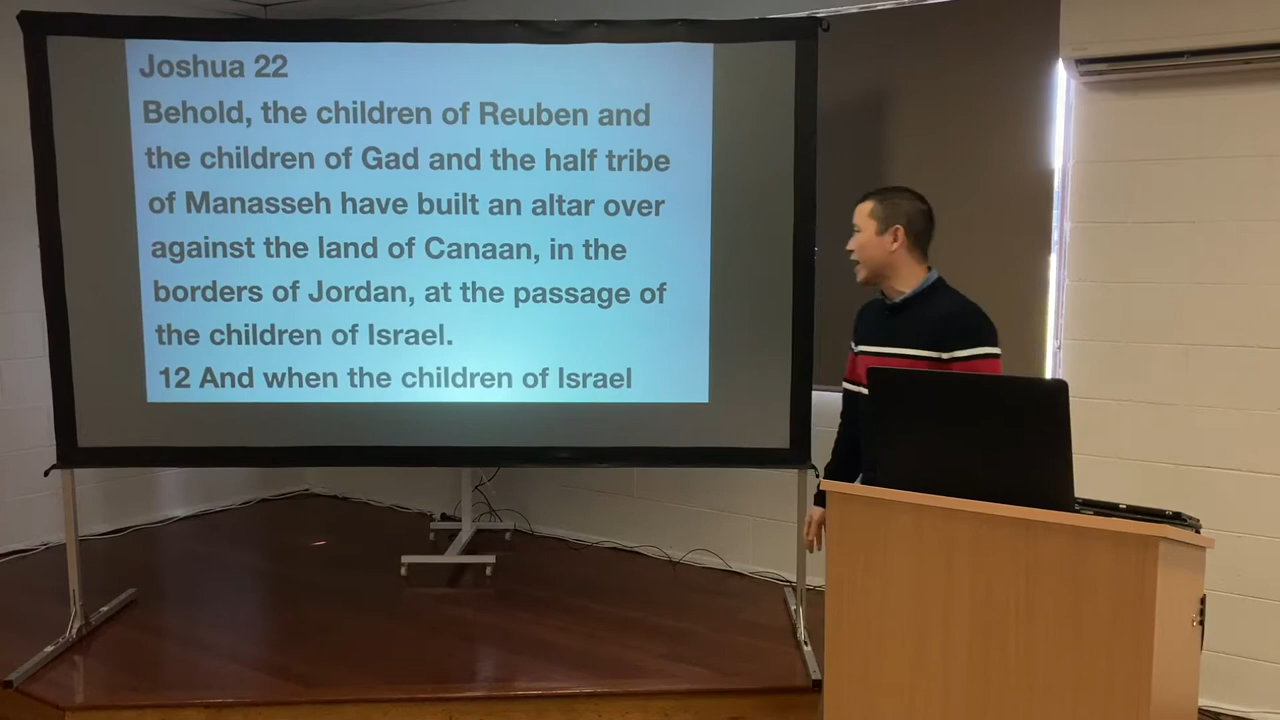 Joshua 22
Behold, the children of Reuben and
the children of Gad and the half tribe
of Manasseh have built an altar over
against the land of Canaan, in the
borders of Jordan, at the passage of
the children of Israel.
12 And when the children of Israel